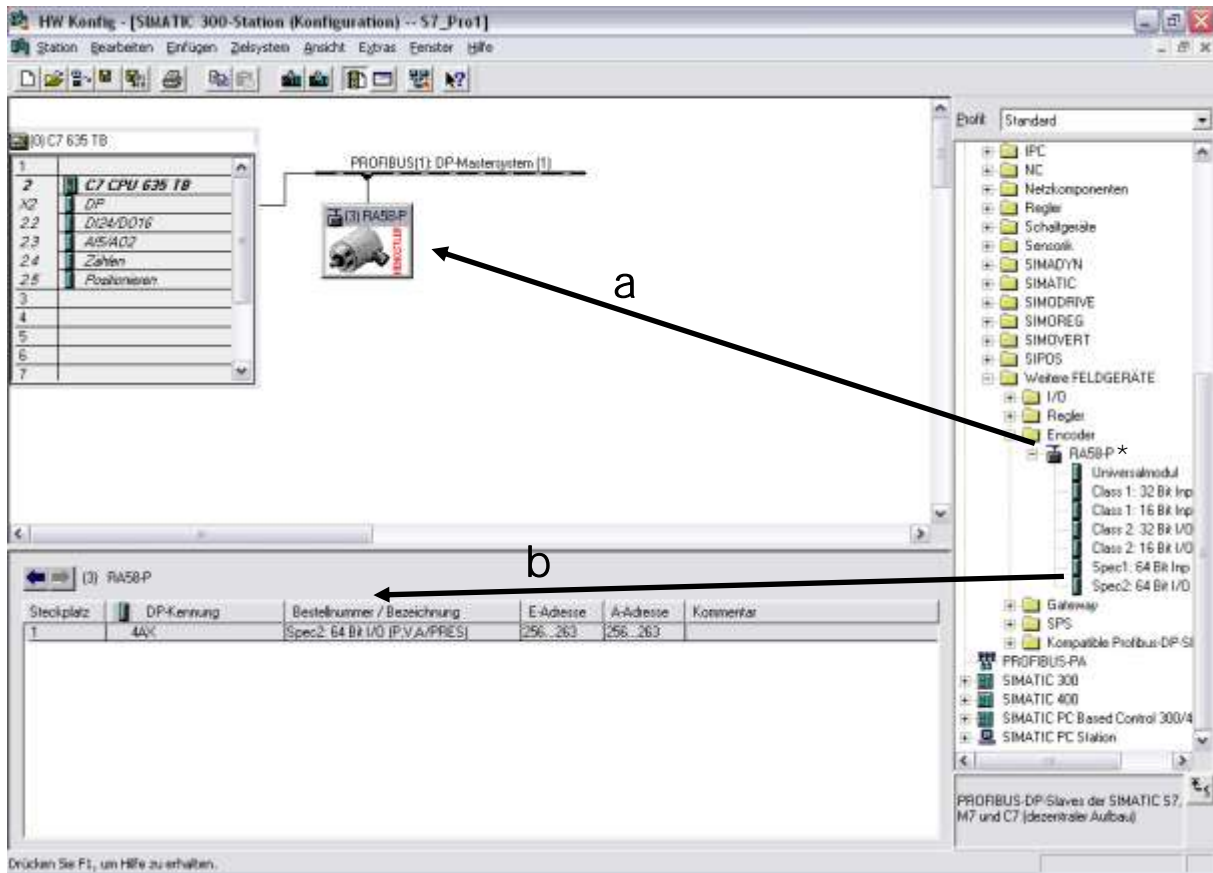 HW Konfig - [SIMATIC 300-Station (Konfiguration) -- S7_Pro1]
Station Bearbeiten Einfügen Zielsystem Ansicht Extras Fenster Hilfe
(0) C7 635 TB
1
2 C7 CPU 635 TB
X2 DP
2.2 DI24/DO16
2.3 AI5/AO2
2.4 Zählen
2.5 Positionieren
3
4
5
6
7
PROFIBUS(1): DP-Mastersystem (1)
(3) RA58-P
HENGSTLER
a
Profil: Standard
IPC
NC
Netzkomponenten
Regler
Schaltgeräte
Sensorik
SIMADYN
SIMATIC
SIMODRIVE
SIMOREG
SIMOVERT
SIPOS
Weitere FELDGERÄTE
I/O
Regler
Encoder
RA58-P *
Universalmodul
Class 1: 32 Bit Inp
Class 1: 16 Bit Inp
Class 2: 32 Bit I/O
Class 2: 16 Bit I/O
Spec1: 64 Bit Inp
Spec2: 64 Bit I/O
Gateway
SPS
Kompatible Profibus-DP-Sl
PROFIBUS-PA
SIMATIC 300
SIMATIC 400
SIMATIC PC Based Control 300/4
SIMATIC PC Station
PROFIBUS-DP-Slaves der SIMATIC S7,
M7 und C7 (dezentraler Aufbau)
b
(3) RA58-P
Steckplatz DP-Kennung Bestellnummer / Bezeichnung E-Adresse A-Adresse Kommentar
1 4AX Spec2: 64 Bit I/O (P,V,A/PRES) 256...263 256...263
Drücken Sie F1, um Hilfe zu erhalten.